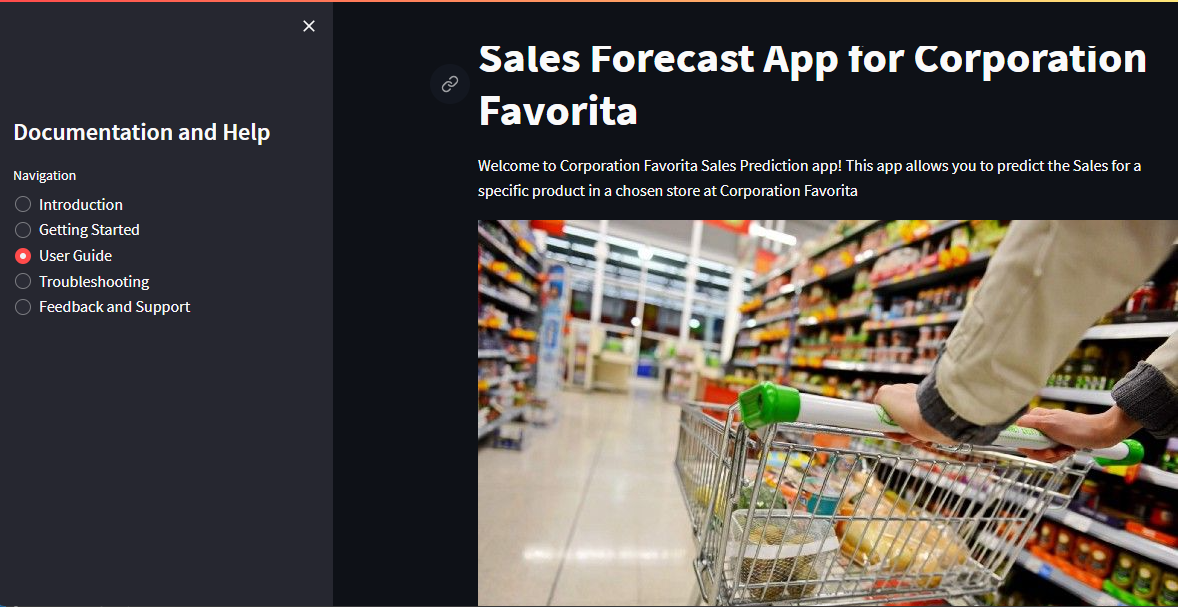 Documentation and Help
Navigation
Introduction
Getting Started
User Guide
Troubleshooting
Feedback and Support
Sales Forecast App for Corporation
Favorita
Welcome to Corporation Favorita Sales Prediction app! This app allows you to predict the Sales for a
specific product in a chosen store at Corporation Favorita